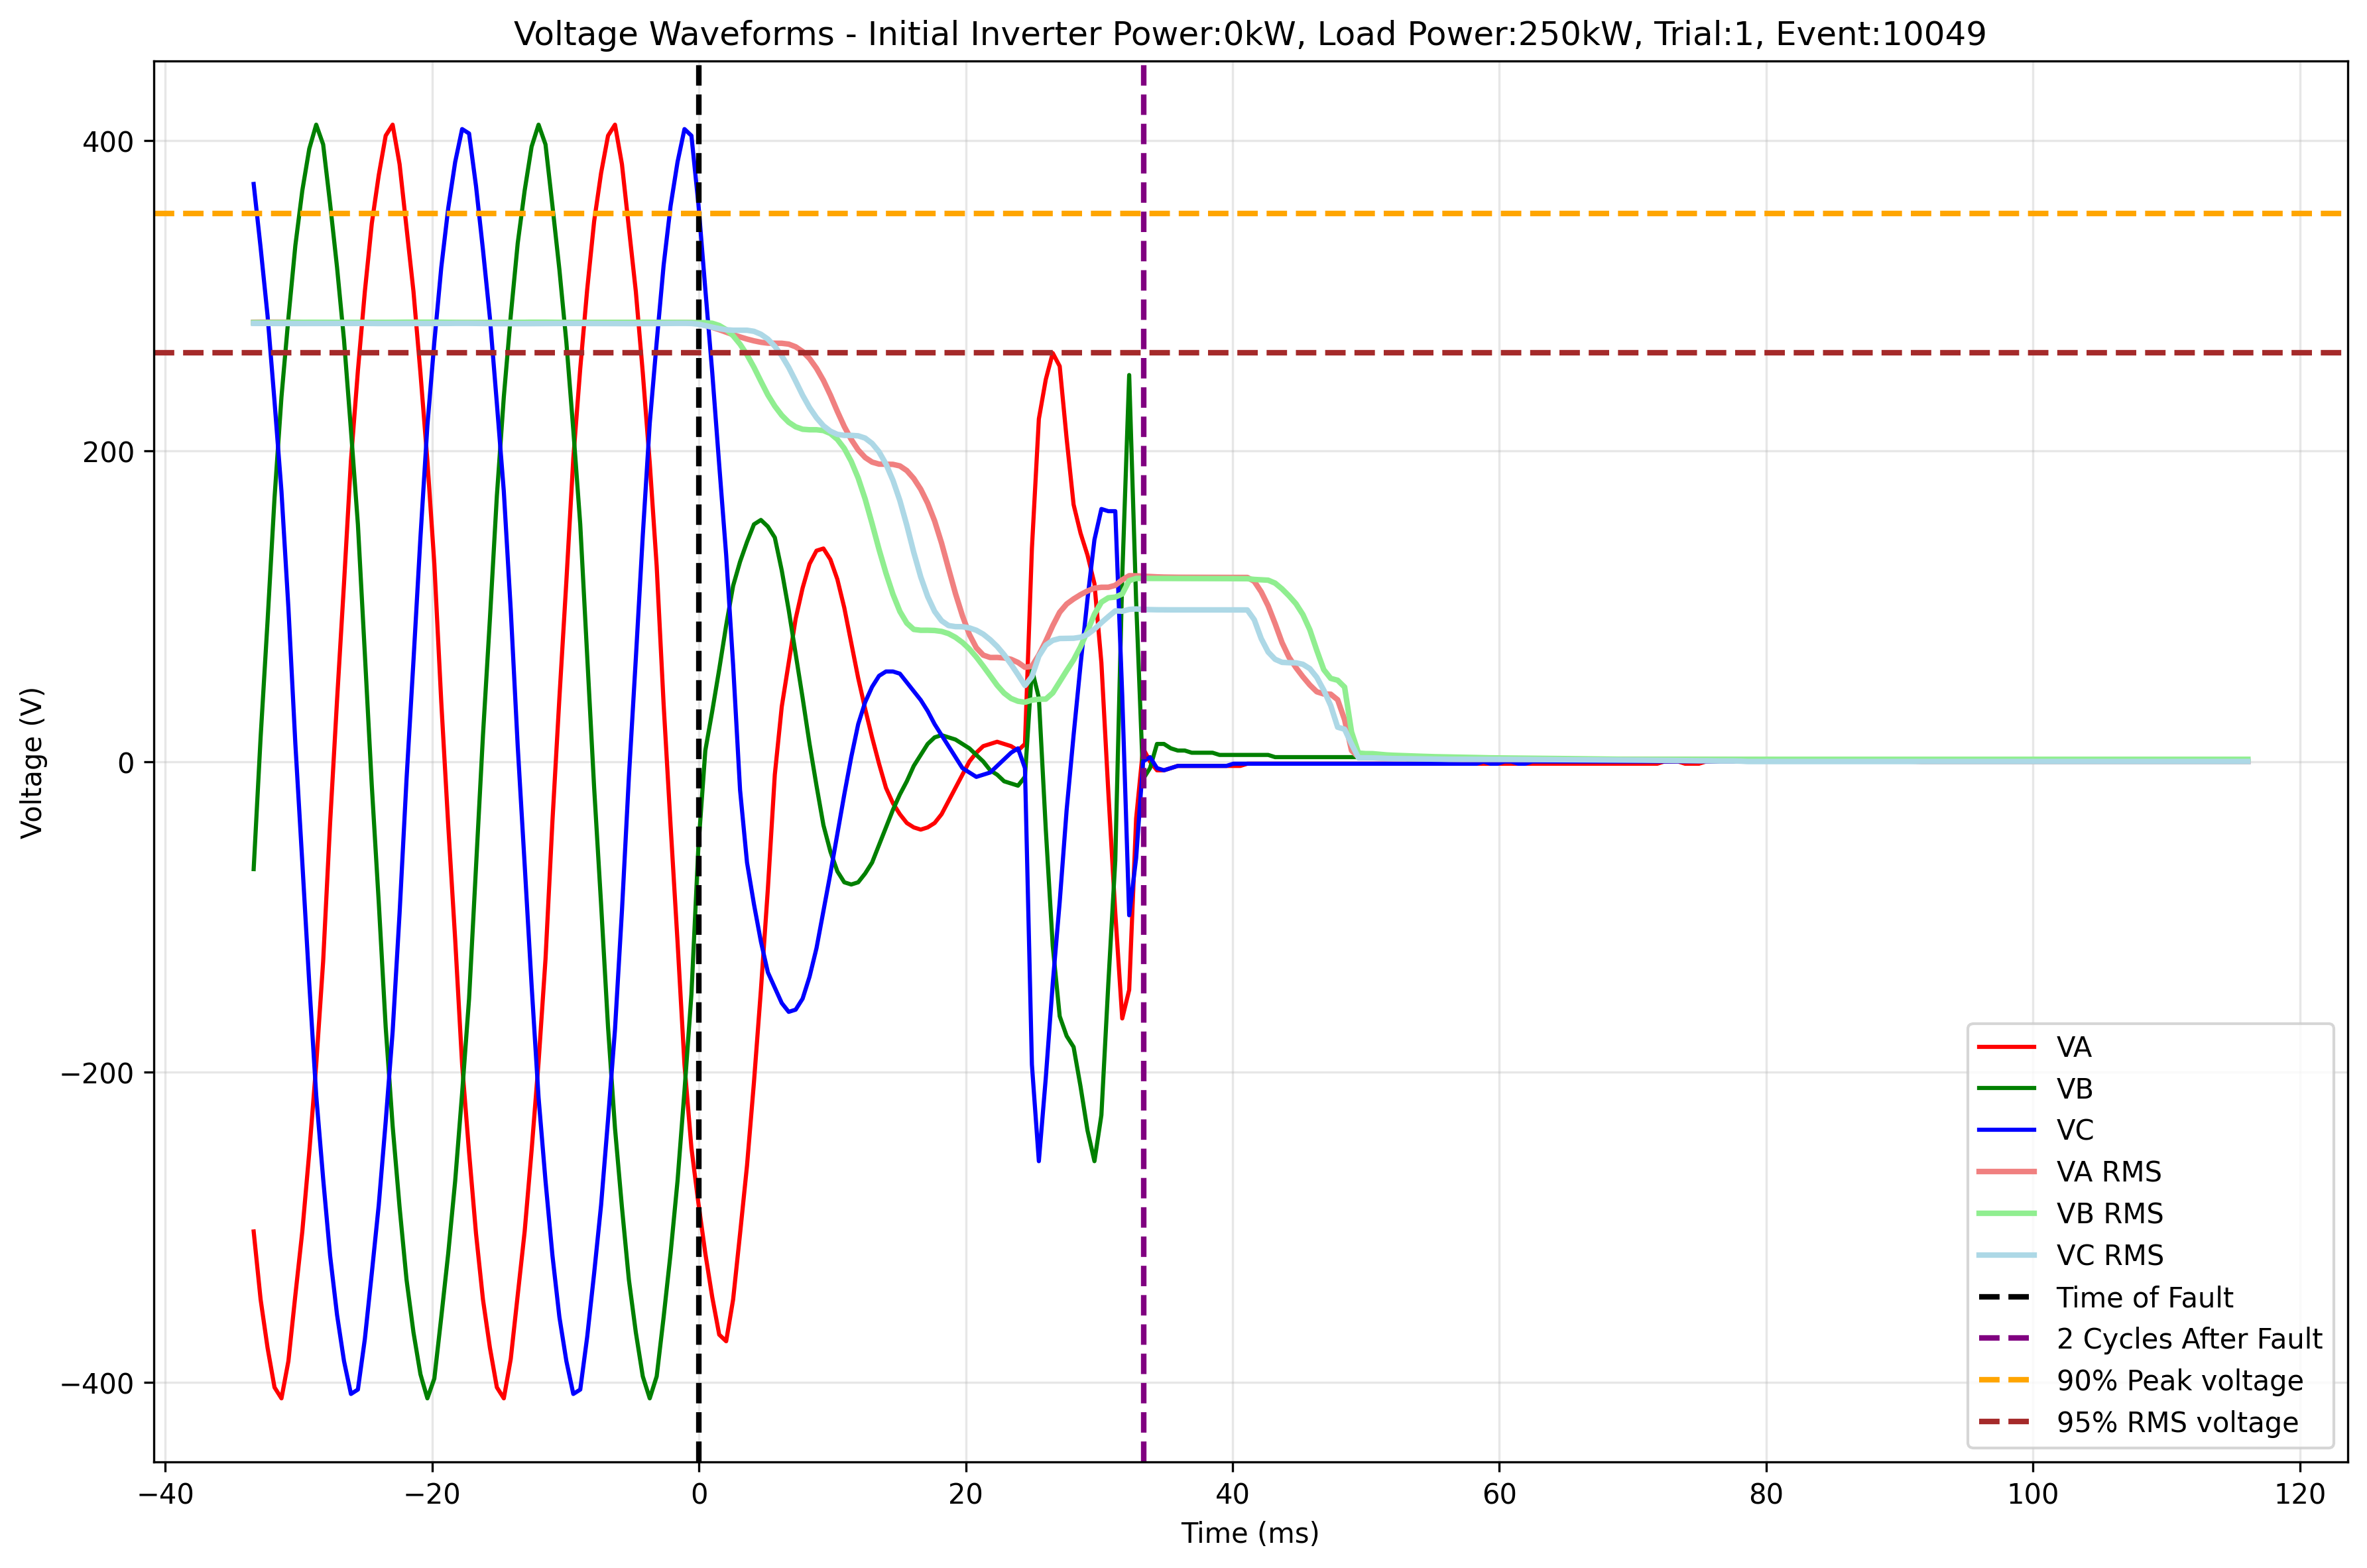 Voltage Waveforms - Initial Inverter Power:0kW, Load Power:250kW, Trial:1, Event:10049
Voltage (V)
400
200
0
−200
−400
−40
−20
0
20
40
60
80
100
120
Time (ms)
VA
VB
VC
VA RMS
VB RMS
VC RMS
Time of Fault
2 Cycles After Fault
90% Peak voltage
95% RMS voltage